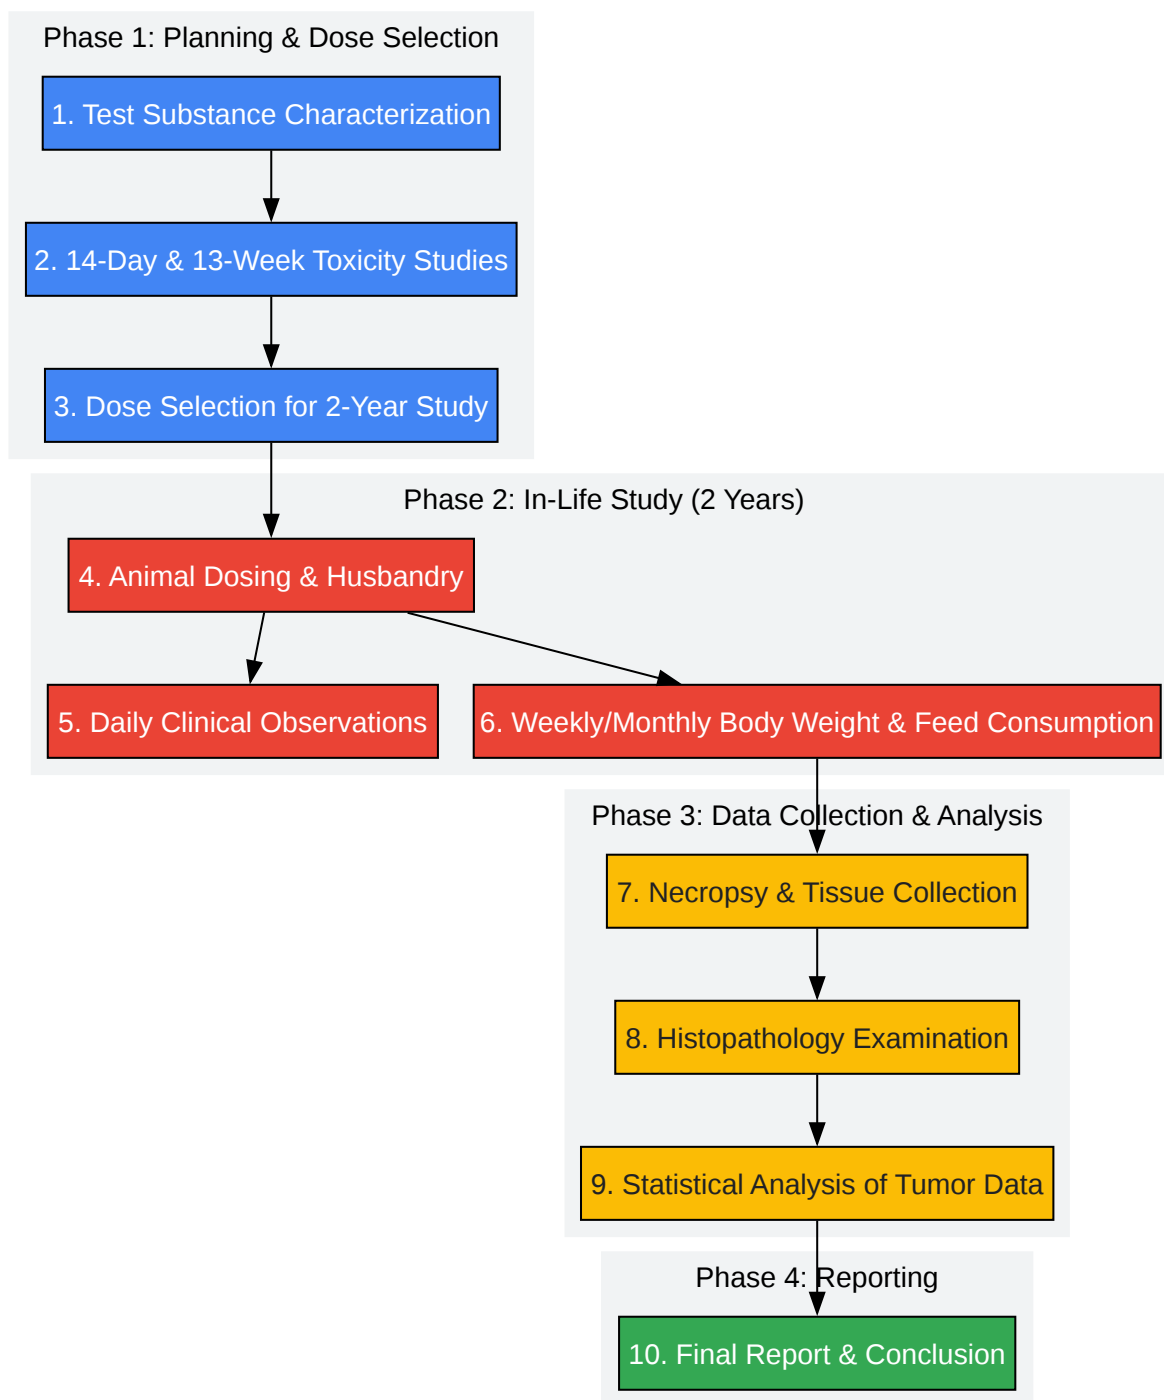 Phase 1: Planning & Dose Selection
1. Test Substance Characterization
2. 14-Day & 13-Week Toxicity Studies
3. Dose Selection for 2-Year Study
Phase 2: In-Life Study (2 Years)
4. Animal Dosing & Husbandry
5. Daily Clinical Observations
6. Weekly/Monthly Body Weight & Feed Consumption
Phase 3: Data Collection & Analysis
7. Necropsy & Tissue Collection
8. Histopathology Examination
9. Statistical Analysis of Tumor Data
Phase 4: Reporting
10. Final Report & Conclusion